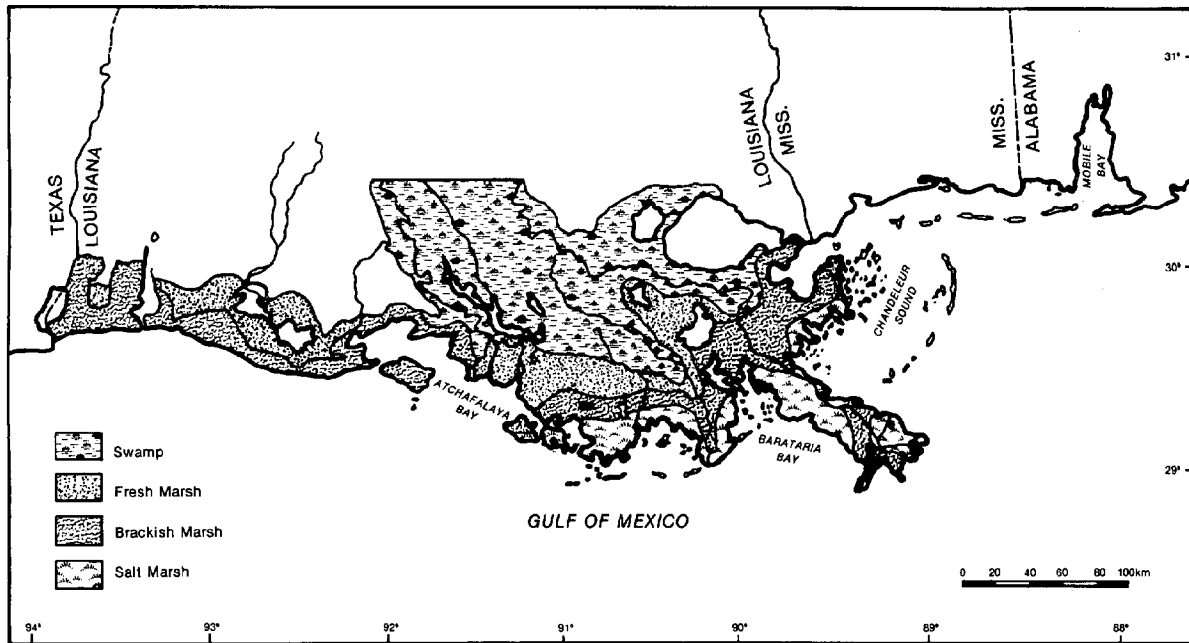 TEXAS
LOUISIANA
LOUISIANA
MISS.
MISS.
ALABAMA
MOBILE
BAY
31°
30°
29°
CHANDELEUR
SOUND
ATCHAFALAYA
BAY
BARATARIA
BAY
GULF OF MEXICO
Swamp
Fresh Marsh
Brackish Marsh
Salt Marsh
0 20 40 60 80 100km
94° 93° 92° 91° 90° 89° 88°